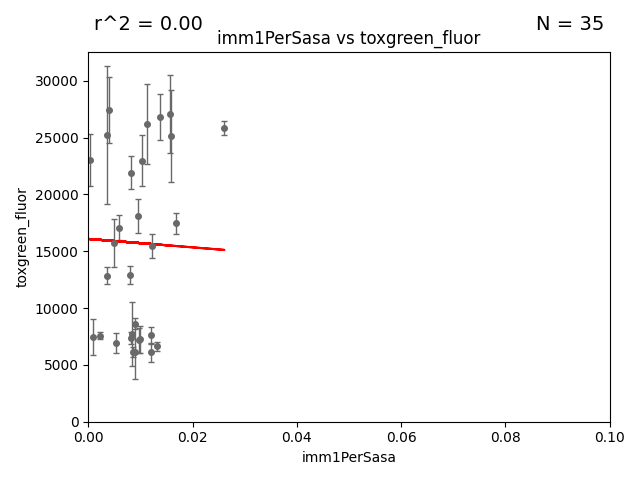 r^2 = 0.00
N = 35
imm1PerSasa vs toxgreen_fluor
30000
25000
20000
15000
10000
5000
0
toxgreen_fluor
0.00
0.02
0.04
0.06
0.08
0.10
imm1PerSasa